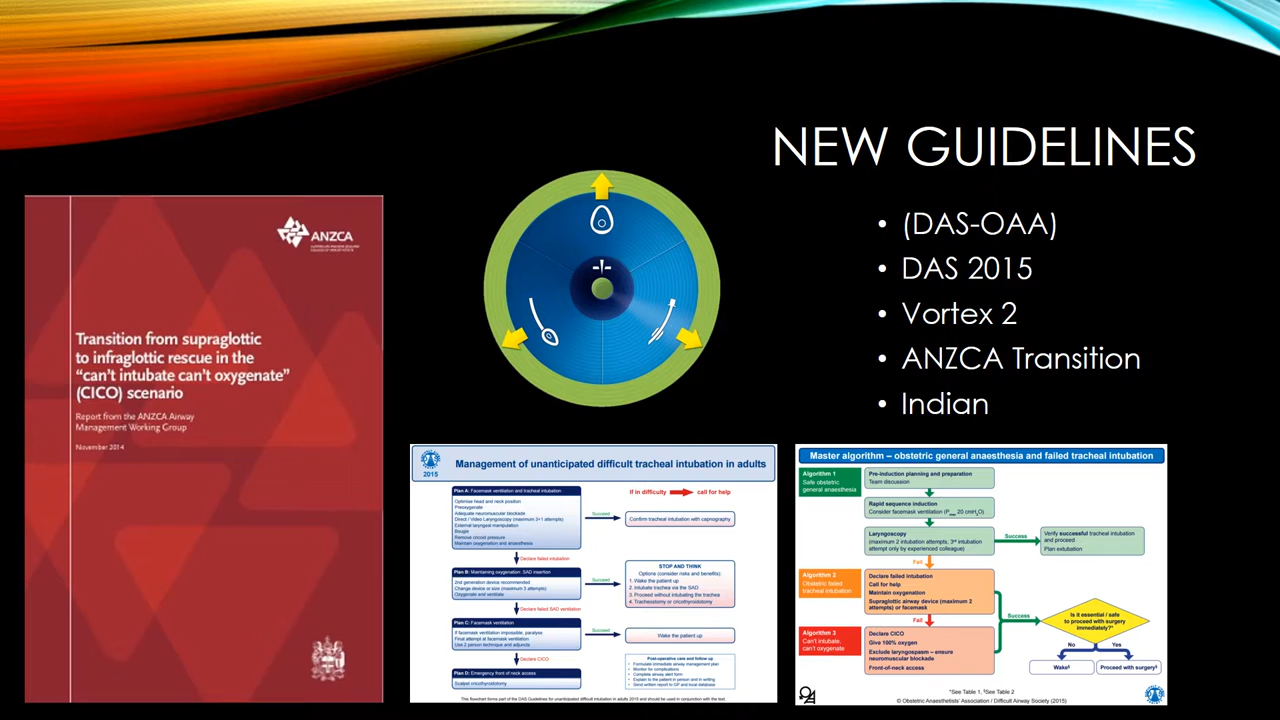 NEW GUIDELINES
• (DAS-OAA)
• DAS 2015
• Vortex 2
• ANZCA Transition
• Indian
ANZCA
Transition from supraglottic
to infraglottic rescue in the
“can’t intubate can’t oxygenate”
(CICO) scenario
Report from the ANZCA Airway
Management Working Group
November 2014
2015
Management of unanticipated difficult tracheal intubation in adults
If in difficulty call for help
Plan A: Facemask ventilation and tracheal intubation
Optimise head and neck position
Preoxygenate
Adequate neuromuscular blockade
Direct / Video Laryngoscopy (maximum 3+1 attempts)
External laryngeal manipulation
Bougie
Remove cricoid pressure
Maintain oxygenation and anaesthesia
Succeed
Confirm tracheal intubation with capnography
Declare failed intubation
Plan B: Maintaining oxygenation: SAD insertion
2nd generation device recommended
Change device or size (maximum 3 attempts)
Oxygenate and ventilate
Succeed
STOP AND THINK
Options (consider risks and benefits):
1. Wake the patient up
2. Intubate trachea via the SAD
3. Proceed without intubating the trachea
4. Tracheostomy or cricothyroidotomy
Declare failed SAD ventilation
Plan C: Facemask ventilation
If facemask ventilation impossible, paralyse
Final attempt at facemask ventilation
Use 2 person technique and adjuncts
Succeed
Wake the patient up
Declare CICO
Plan D: Emergency front of neck access
Scalpel cricothyroidotomy
Post-operative care and follow up
• Formulate immediate airway management plan
• Monitor for complications
• Complete airway alert form
• Explain to the patient in person and in writing
• Send written report to GP and local database
This flowchart forms part of the DAS Guidelines for unanticipated difficult intubation in adults 2015 and should be used in conjunction with the text.
Master algorithm – obstetric general anaesthesia and failed tracheal intubation
Algorithm 1
Safe obstetric
general anaesthesia
Pre-induction planning and preparation
Team discussion
Rapid sequence induction
Consider facemask ventilation (Pmax 20 cmH2O)
Laryngoscopy
(maximum 2 intubation attempts; 3rd intubation
attempt only by experienced colleague)
Success
Verify successful tracheal intubation
and proceed
Plan extubation
Fail
Algorithm 2
Obstetric failed
tracheal intubation
Declare failed intubation
Call for help
Maintain oxygenation
Supraglottic airway device (maximum 2
attempts) or facemask
Success
Is it essential / safe
to proceed with surgery
immediately?*
Fail
No
Yes
Algorithm 3
Can't intubate,
can't oxygenate
Declare CICO
Give 100% oxygen
Exclude laryngospasm – ensure
neuromuscular blockade
Front-of-neck access
Wake§
Proceed with surgery§
*See Table 1, §See Table 2
© Obstetric Anaesthetists' Association / Difficult Airway Society (2015)